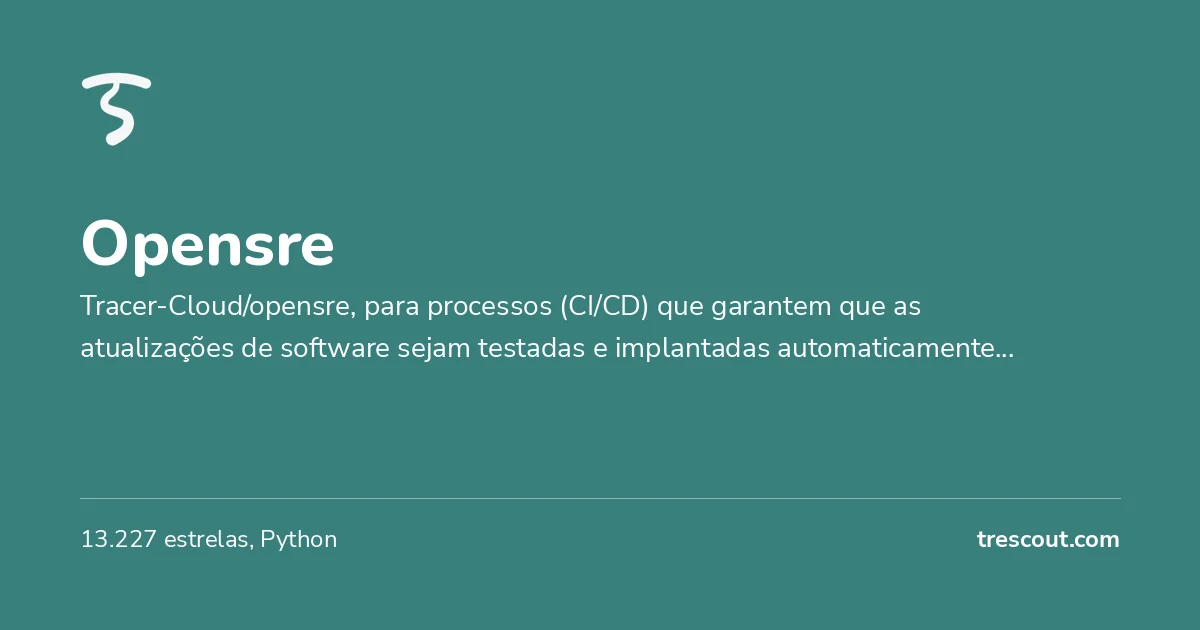 Opensre
Tracer-Cloud/opensre, para processos (CI/CD) que garantem que as
atualizações de software sejam testadas e implantadas automaticamente...
13.227 estrelas, Python
trescout.com